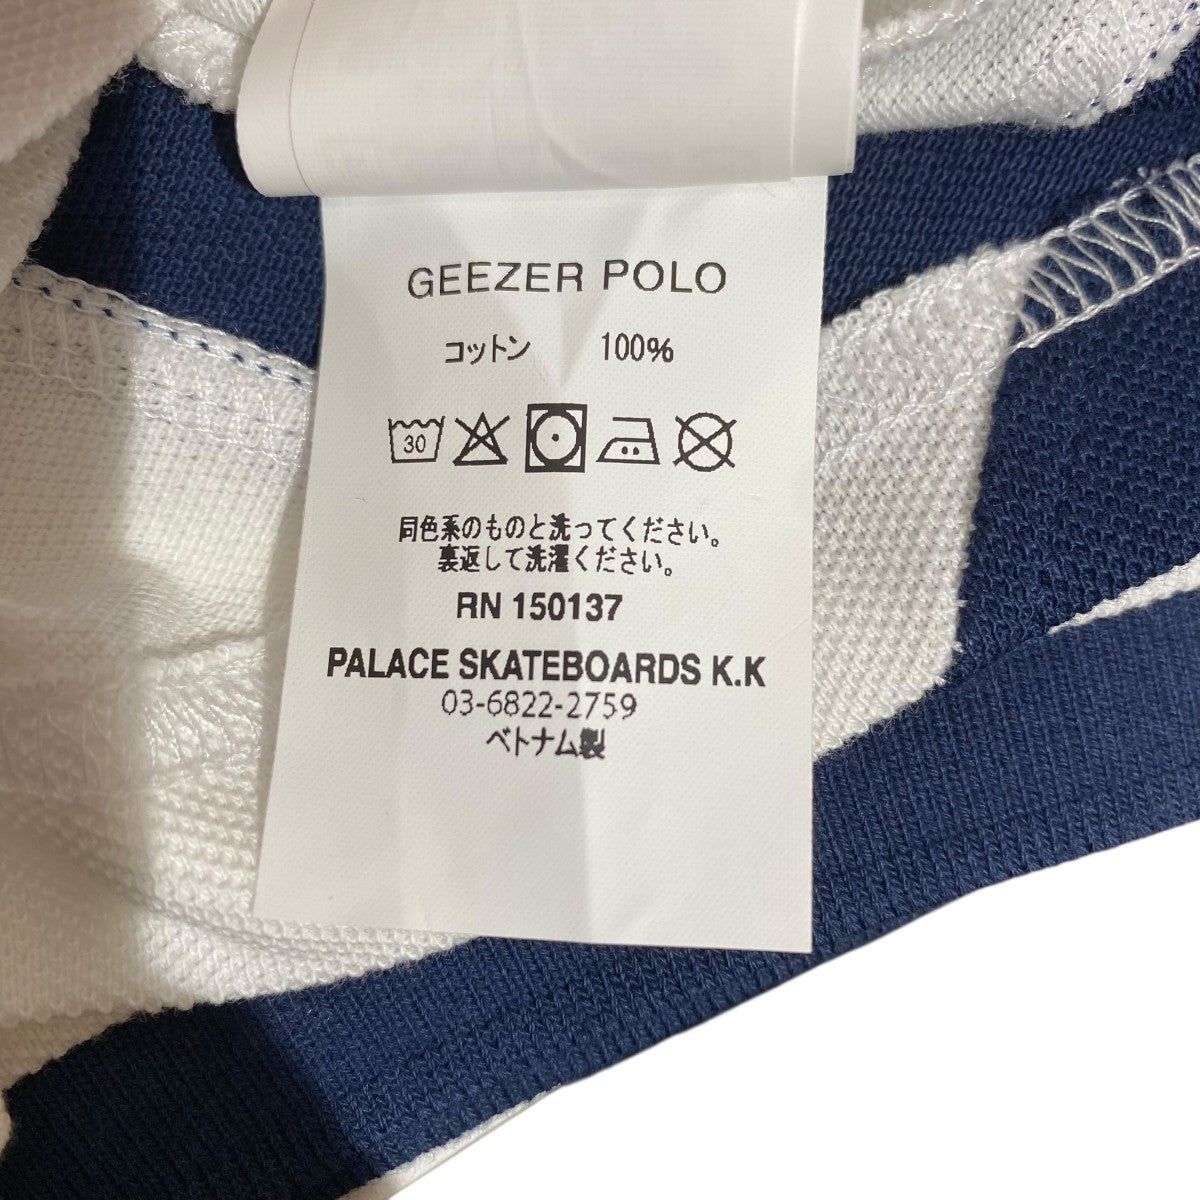 GEEZER POLO
コットン 100%
30
同色系のものと洗ってください。
裏返して洗濯ください。
RN 150137
PALACE SKATEBOARDS K.K
03-6822-2759
ベトナム製